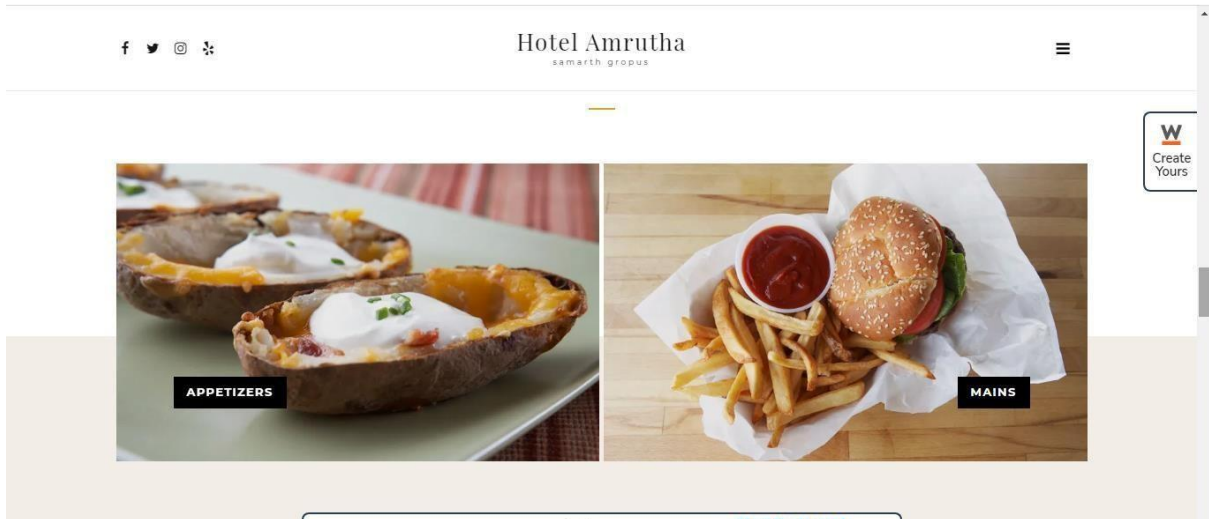 Hotel Amrutha
samarth gropus
W
Create
Yours
APPETIZERS
MAINS